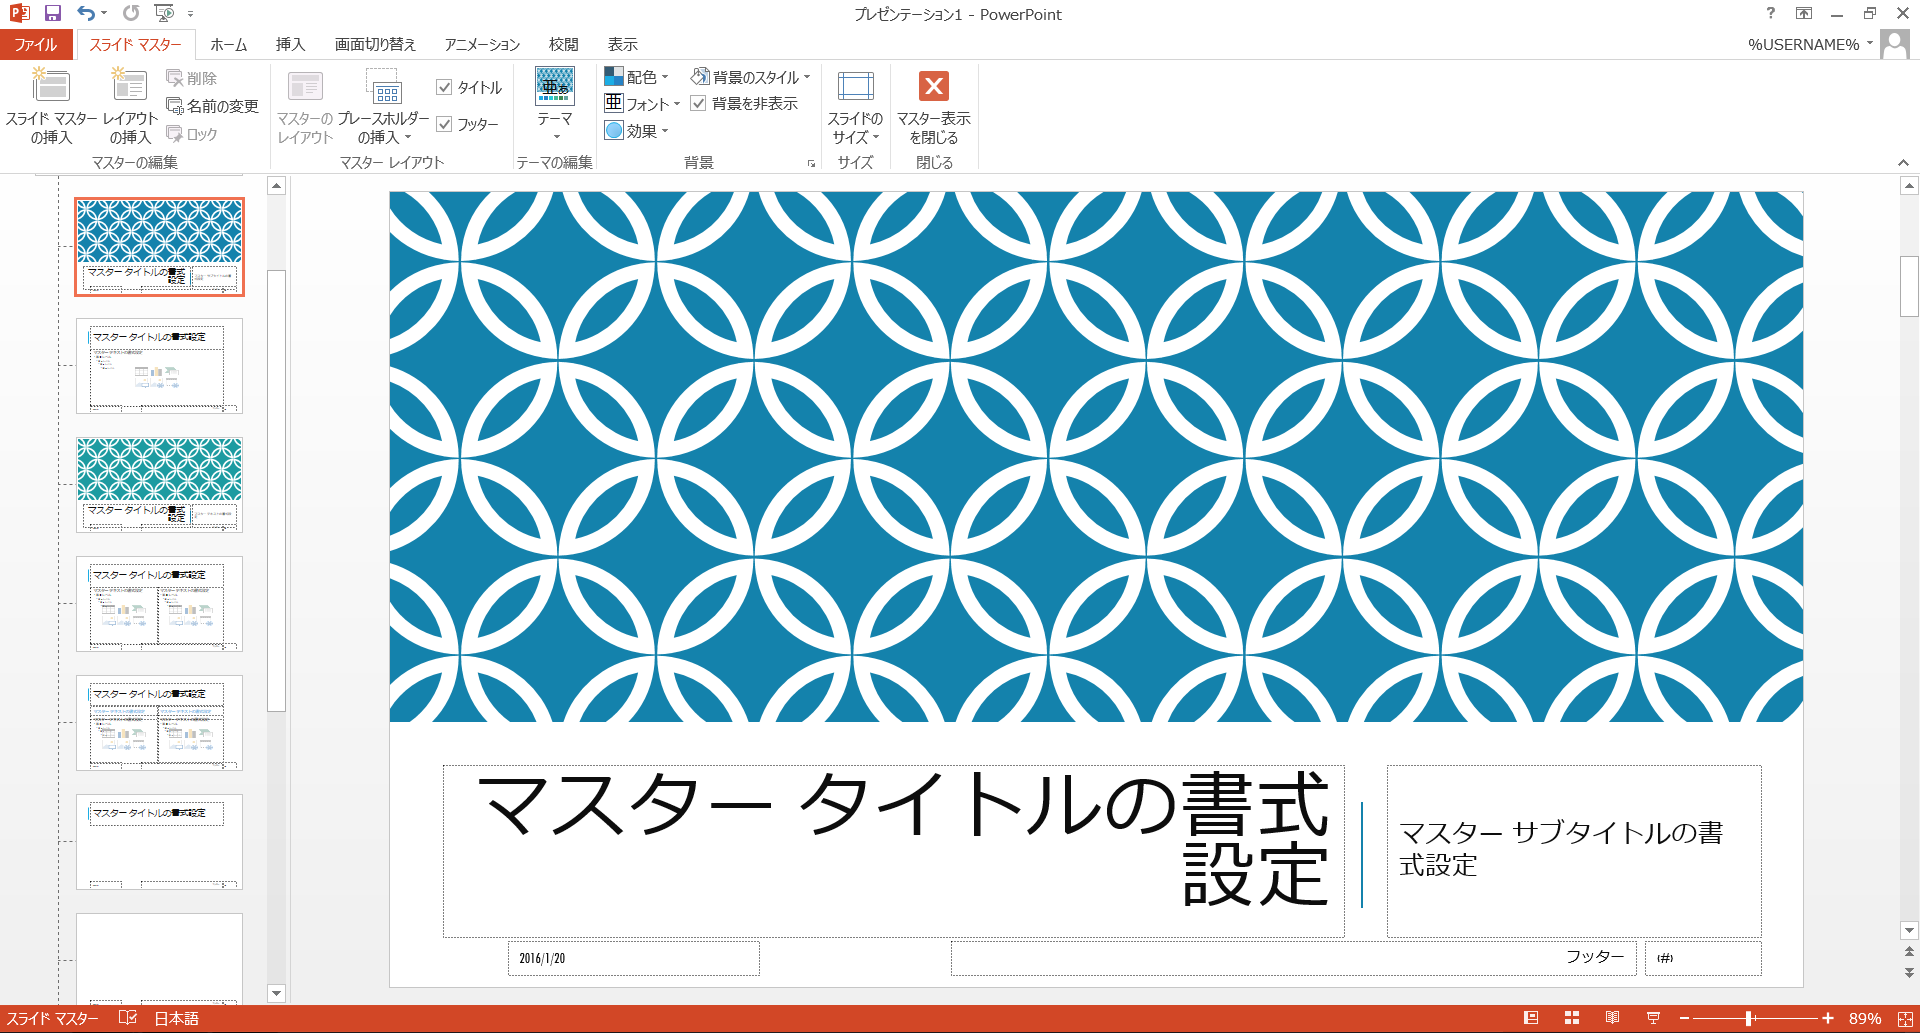 プレゼンテーション1 - PowerPoint
ファイル
スライド マスター
ホーム
挿入
画面切り替え
アニメーション
校閲
表示
%USERNAME%
スライド マスター
の挿入
レイアウト
の挿入
削除
名前の変更
ロック
マスターの編集
マスターの
レイアウト
プレースホルダー
の挿入
タイトル
フッター
マスター レイアウト
亜あ
テーマ
テーマの編集
配色
亜 フォント
効果
背景のスタイル
背景を非表示
背景
スライドの
サイズ
サイズ
マスター表示
を閉じる
閉じる
マスター タイトルの書式
設定
マスター タイトルの書式設定
マスター タイトルの書式
設定
マスター タイトルの書式設定
マスター タイトルの書式設定
マスター タイトルの書式設定
マスター タイトルの書式
設定
マスター サブタイトルの書
式設定
2016/1/20
フッター
‹#›
スライド マスター
日本語
89%